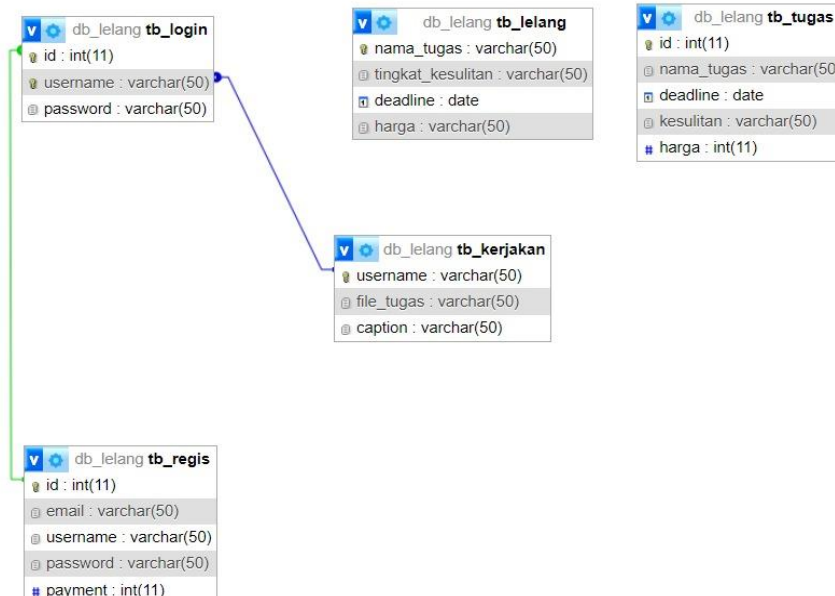 db_lelang tb_login
id : int(11)
username : varchar(50)
password : varchar(50)
db_lelang tb_lelang
nama_tugas : varchar(50)
tingkat_kesulitan : varchar(50)
deadline : date
harga : varchar(50)
db_lelang tb_tugas
id : int(11)
nama_tugas : varchar(50
deadline : date
kesulitan : varchar(50)
# harga : int(11)
db_lelang tb_kerjakan
username : varchar(50)
file_tugas : varchar(50)
caption : varchar(50)
db_lelang tb_regis
id : int(11)
email : varchar(50)
username : varchar(50)
password : varchar(50)
# payment : int(11)